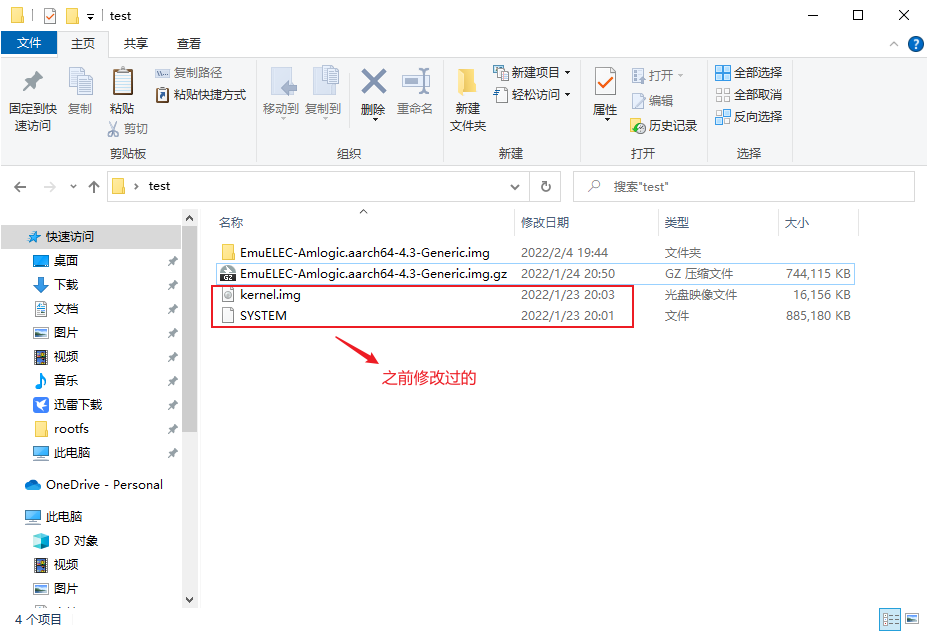 test
文件 主页 共享 查看
固定到快速访问
复制
粘贴
复制路径
粘贴快捷方式
剪切
剪贴板
移动到
复制到
删除
重命名
组织
新建文件夹
新建项目
轻松访问
新建
属性
打开
编辑
历史记录
打开
全部选择
全部取消
反向选择
选择
test
搜索"test"
快速访问
桌面
下载
文档
图片
视频
音乐
迅雷下载
rootfs
此电脑
OneDrive - Personal
此电脑
3D 对象
视频
图片
名称 修改日期 类型 大小
EmuELEC-Amlogic.aarch64-4.3-Generic.img 2022/2/4 19:44 文件夹
GZ
EmuELEC-Amlogic.aarch64-4.3-Generic.img.gz 2022/1/24 20:50 GZ 压缩文件 744,115 KB
kernel.img 2022/1/23 20:03 光盘映像文件 16,156 KB
SYSTEM 2022/1/23 20:01 文件 885,180 KB
之前修改过的
4 个项目